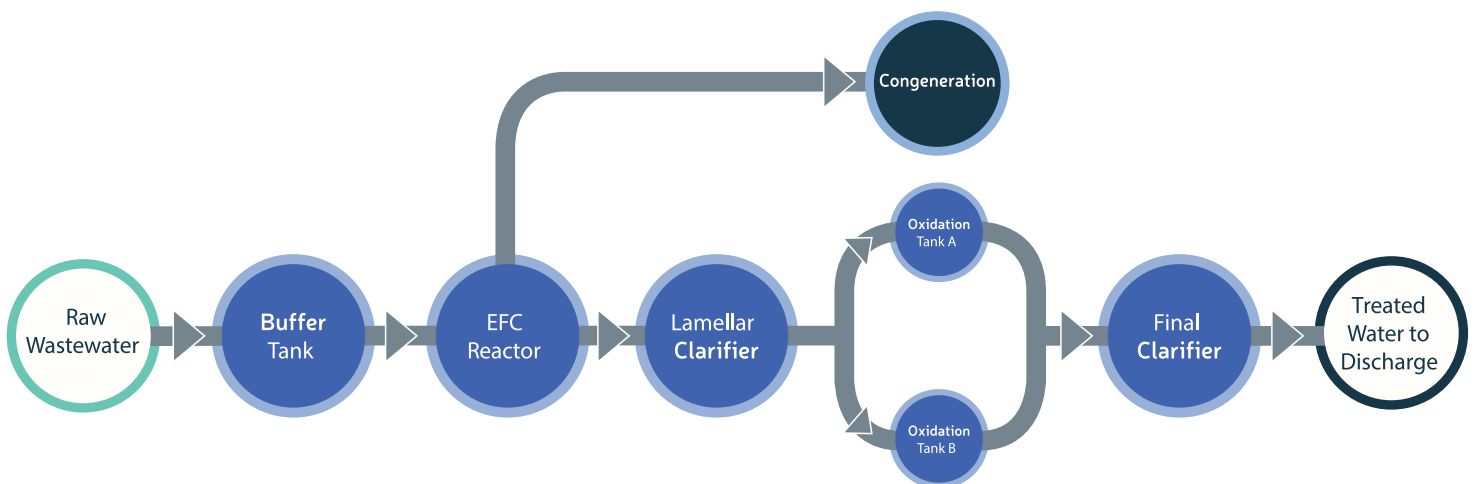 Congeneration
Raw
Wastewater
Buffer
Tank
EFC
Reactor
Lamellar
Clarifier
Oxidation
Tank A
Oxidation
Tank B
Final
Clarifier
Treated
Water to
Discharge